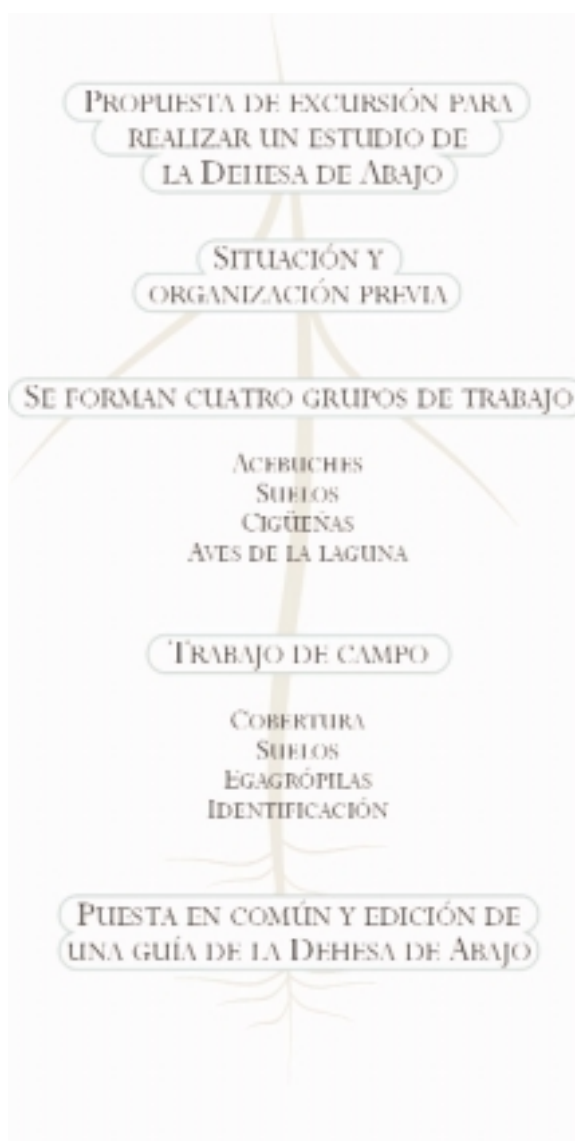 Propuesta de excursión para
realizar un estudio de
la Dehesa de Abajo
Situación y
organización previa
Se forman cuatro grupos de trabajo
Acebuches
Suelos
Cigüeñas
Aves de la laguna
Trabajo de campo
Cobertura
Suelos
Egagrópilas
Identificación
Puesta en común y edición de
una guía de la Dehesa de Abajo